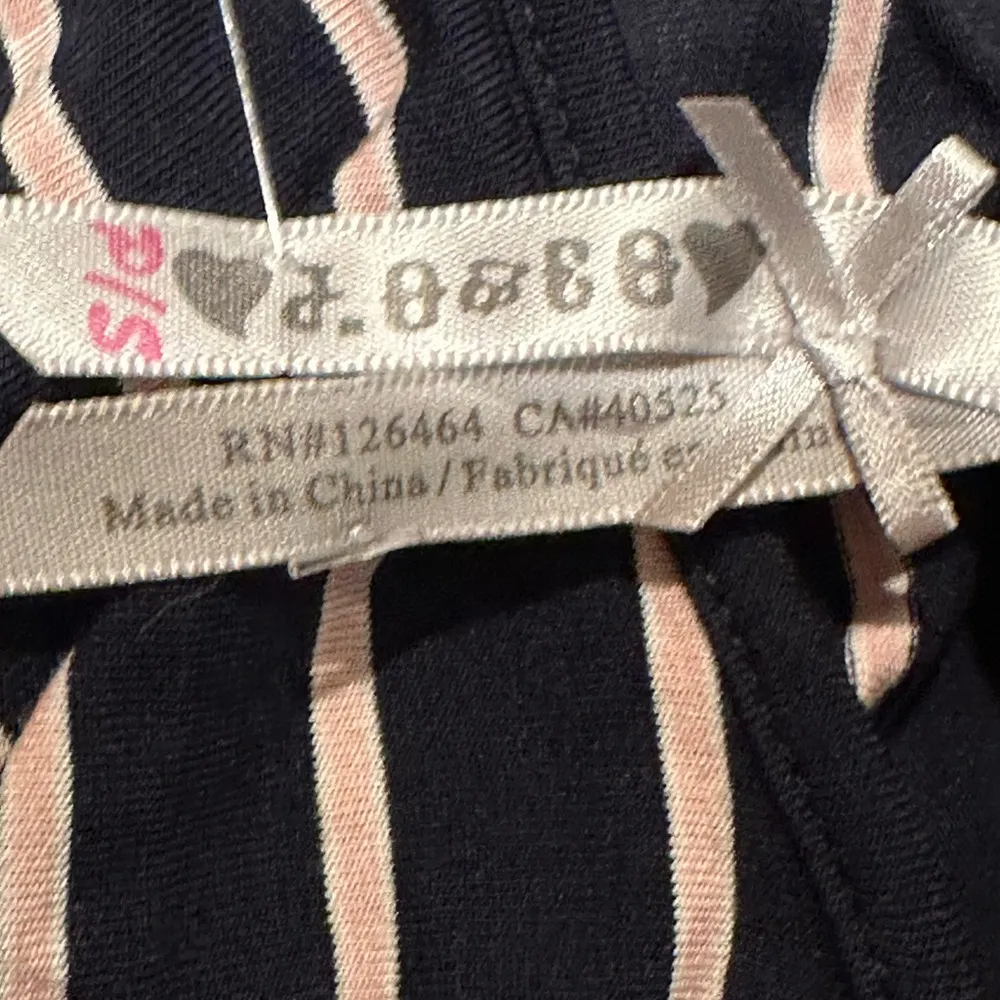 S/P
RN#126464 CA#40525
Made in China / Fabriqué